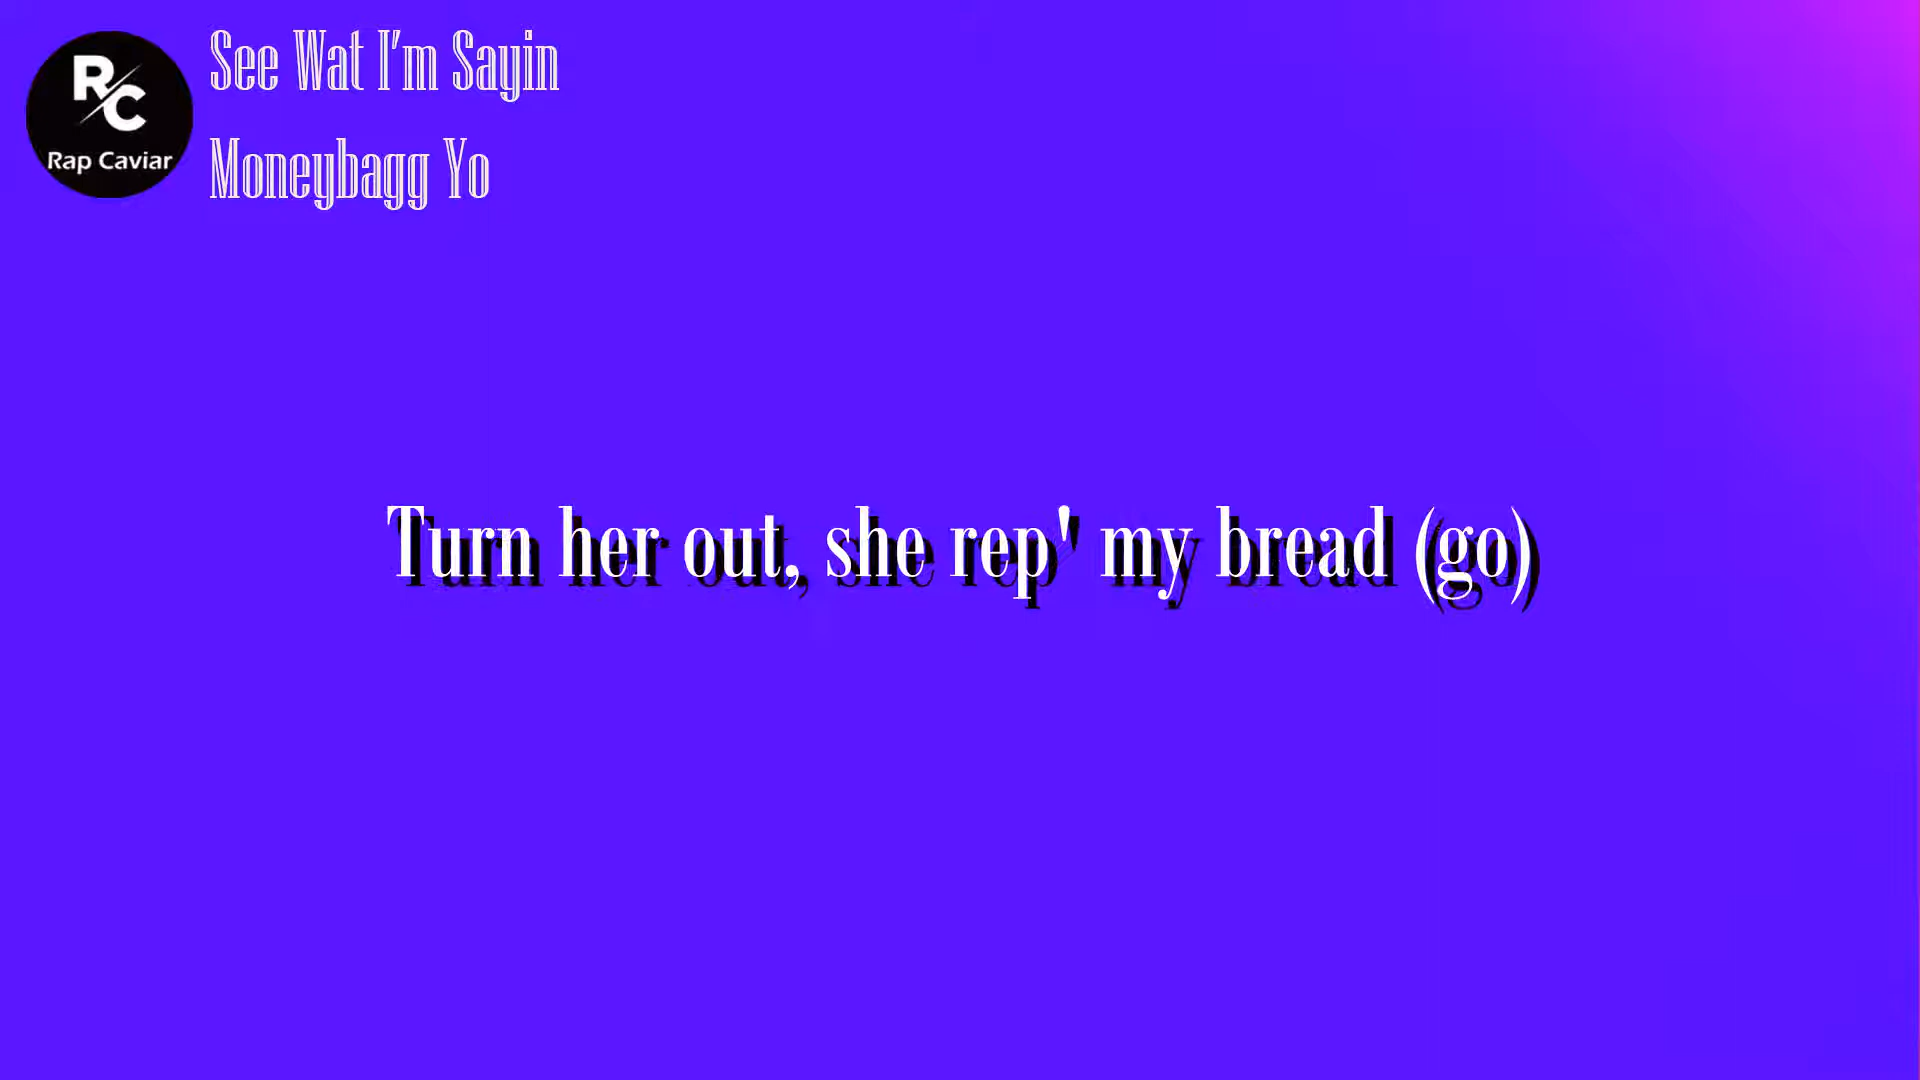 R/C
Rap Caviar
See Wat I'm Sayin
Moneybagg Yo
Turn her out, she rep' my bread (go)